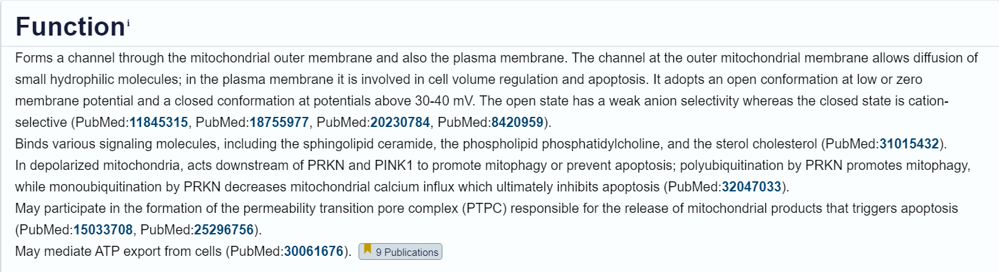 Functionⁱ
Forms a channel through the mitochondrial outer membrane and also the plasma membrane. The channel at the outer mitochondrial membrane allows diffusion of
small hydrophilic molecules; in the plasma membrane it is involved in cell volume regulation and apoptosis. It adopts an open conformation at low or zero
membrane potential and a closed conformation at potentials above 30-40 mV. The open state has a weak anion selectivity whereas the closed state is cation-
selective (PubMed:11845315, PubMed:18755977, PubMed:20230784, PubMed:8420959).
Binds various signaling molecules, including the sphingolipid ceramide, the phospholipid phosphatidylcholine, and the sterol cholesterol (PubMed:31015432).
In depolarized mitochondria, acts downstream of PRKN and PINK1 to promote mitophagy or prevent apoptosis; polyubiquitination by PRKN promotes mitophagy,
while monoubiquitination by PRKN decreases mitochondrial calcium influx which ultimately inhibits apoptosis (PubMed:32047033).
May participate in the formation of the permeability transition pore complex (PTPC) responsible for the release of mitochondrial products that triggers apoptosis
(PubMed:15033708, PubMed:25296756).
May mediate ATP export from cells (PubMed:30061676). 9 Publications